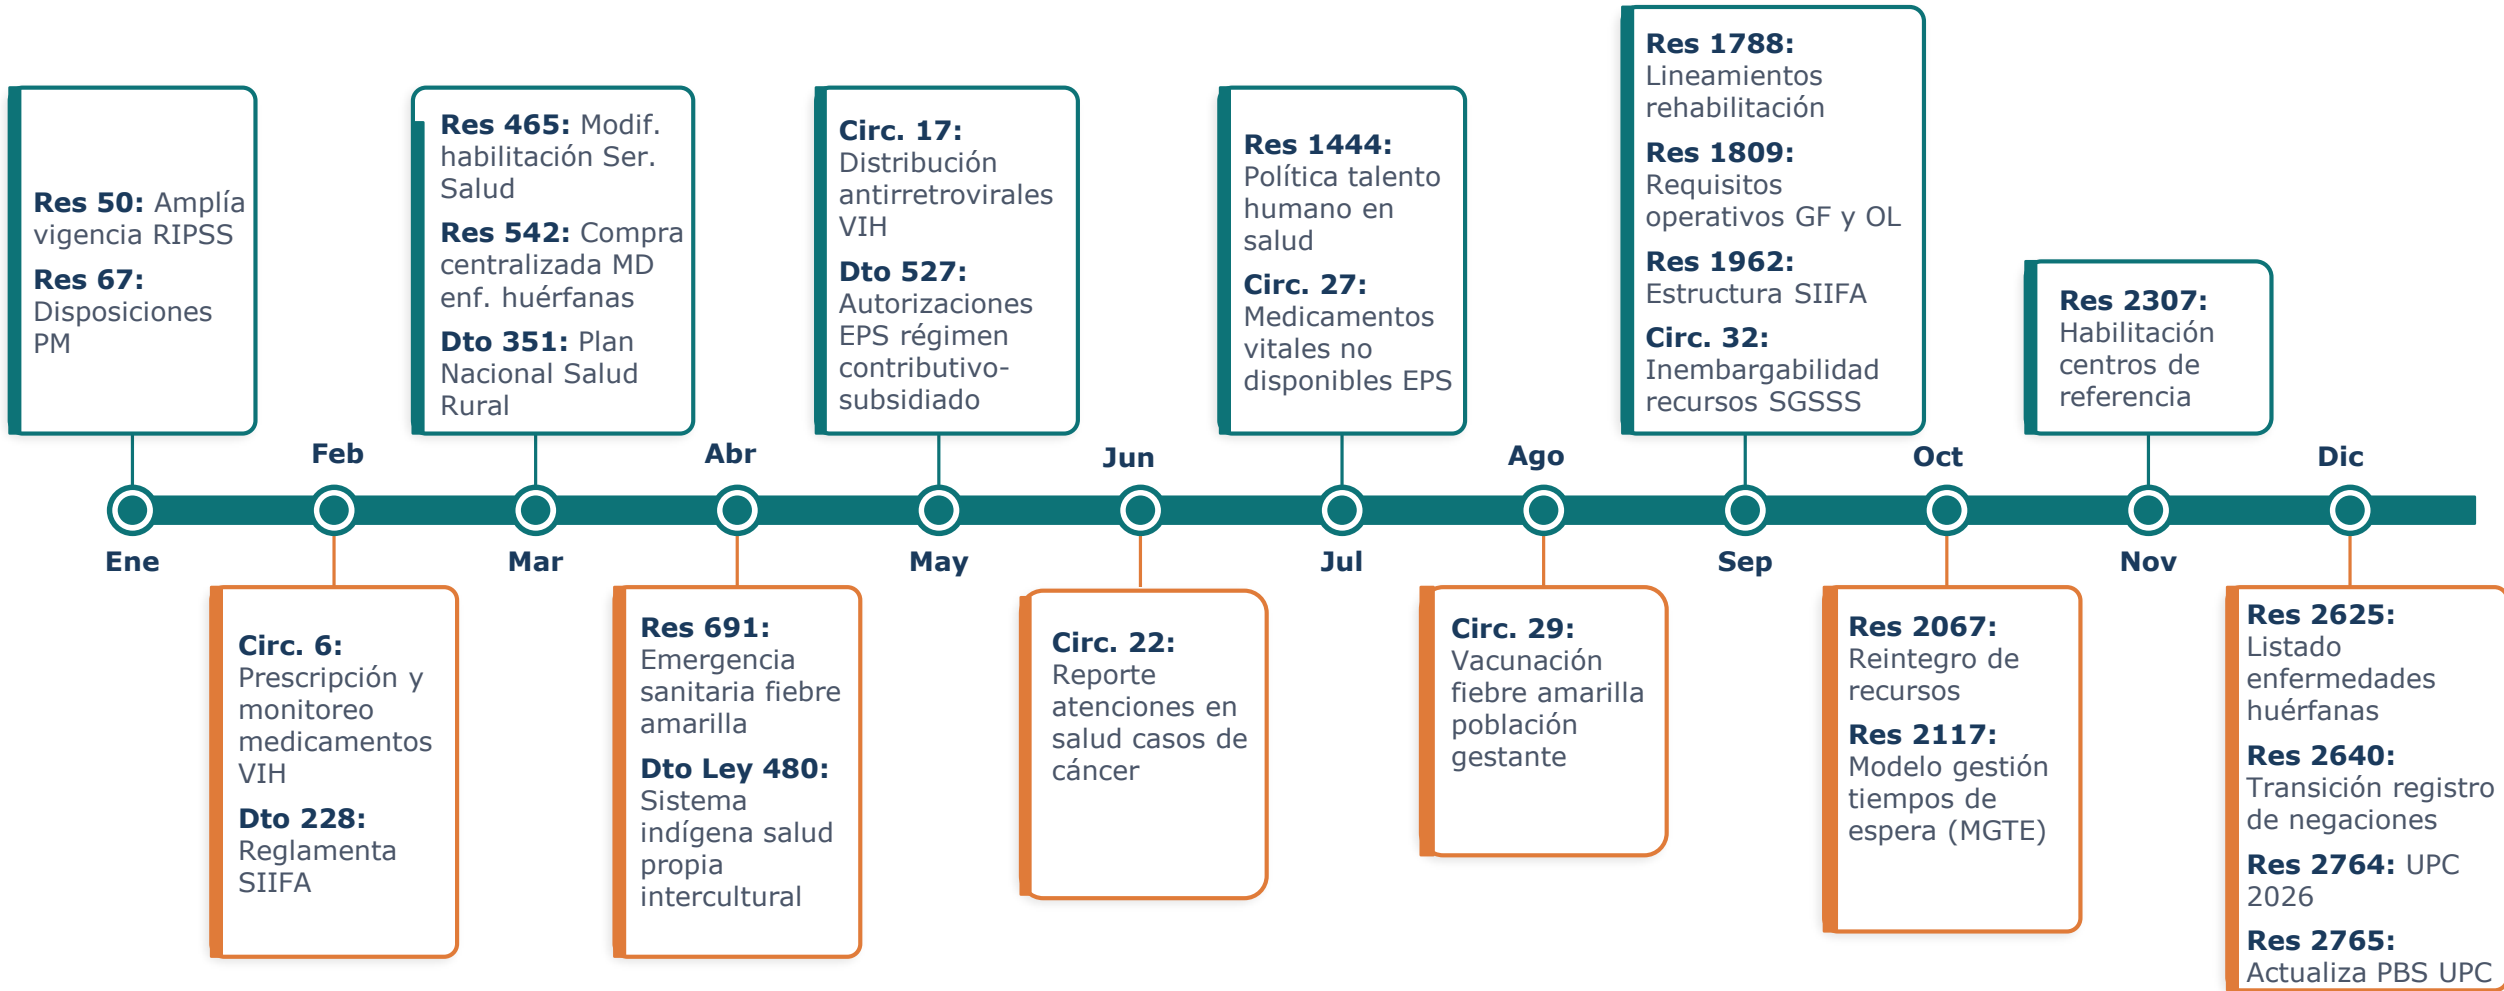 Res 50: Amplía
vigencia RIPSS
Res 67:
Disposiciones
PM
Res 465: Modif.
habilitación Ser.
Salud
Res 542: Compra
centralizada MD
enf. huérfanas
Dto 351: Plan
Nacional Salud
Rural
Circ. 17:
Distribución
antirretrovirales
VIH
Dto 527:
Autorizaciones
EPS régimen
contributivo-
subsidiado
Res 1444:
Política talento
humano en
salud
Circ. 27:
Medicamentos
vitales no
disponibles EPS
Res 1788:
Lineamientos
rehabilitación
Res 1809:
Requisitos
operativos GF y OL
Res 1962:
Estructura SIIFA
Circ. 32:
Inembargabilidad
recursos SGSSS
Res 2307:
Habilitación
centros de
referencia
Feb
Abr
Jun
Ago
Oct
Dic
Ene
Mar
May
Jul
Sep
Nov
Circ. 6:
Prescripción y
monitoreo
medicamentos
VIH
Dto 228:
Reglamenta
SIIFA
Res 691:
Emergencia
sanitaria fiebre
amarilla
Dto Ley 480:
Sistema
indígena salud
propia
intercultural
Circ. 22:
Reporte
atenciones en
salud casos de
cáncer
Circ. 29:
Vacunación
fiebre amarilla
población
gestante
Res 2067:
Reintegro de
recursos
Res 2117:
Modelo gestión
tiempos de
espera (MGTE)
Res 2625:
Listado
enfermedades
huérfanas
Res 2640:
Transición registro
de negaciones
Res 2764: UPC
2026
Res 2765:
Actualiza PBS UPC